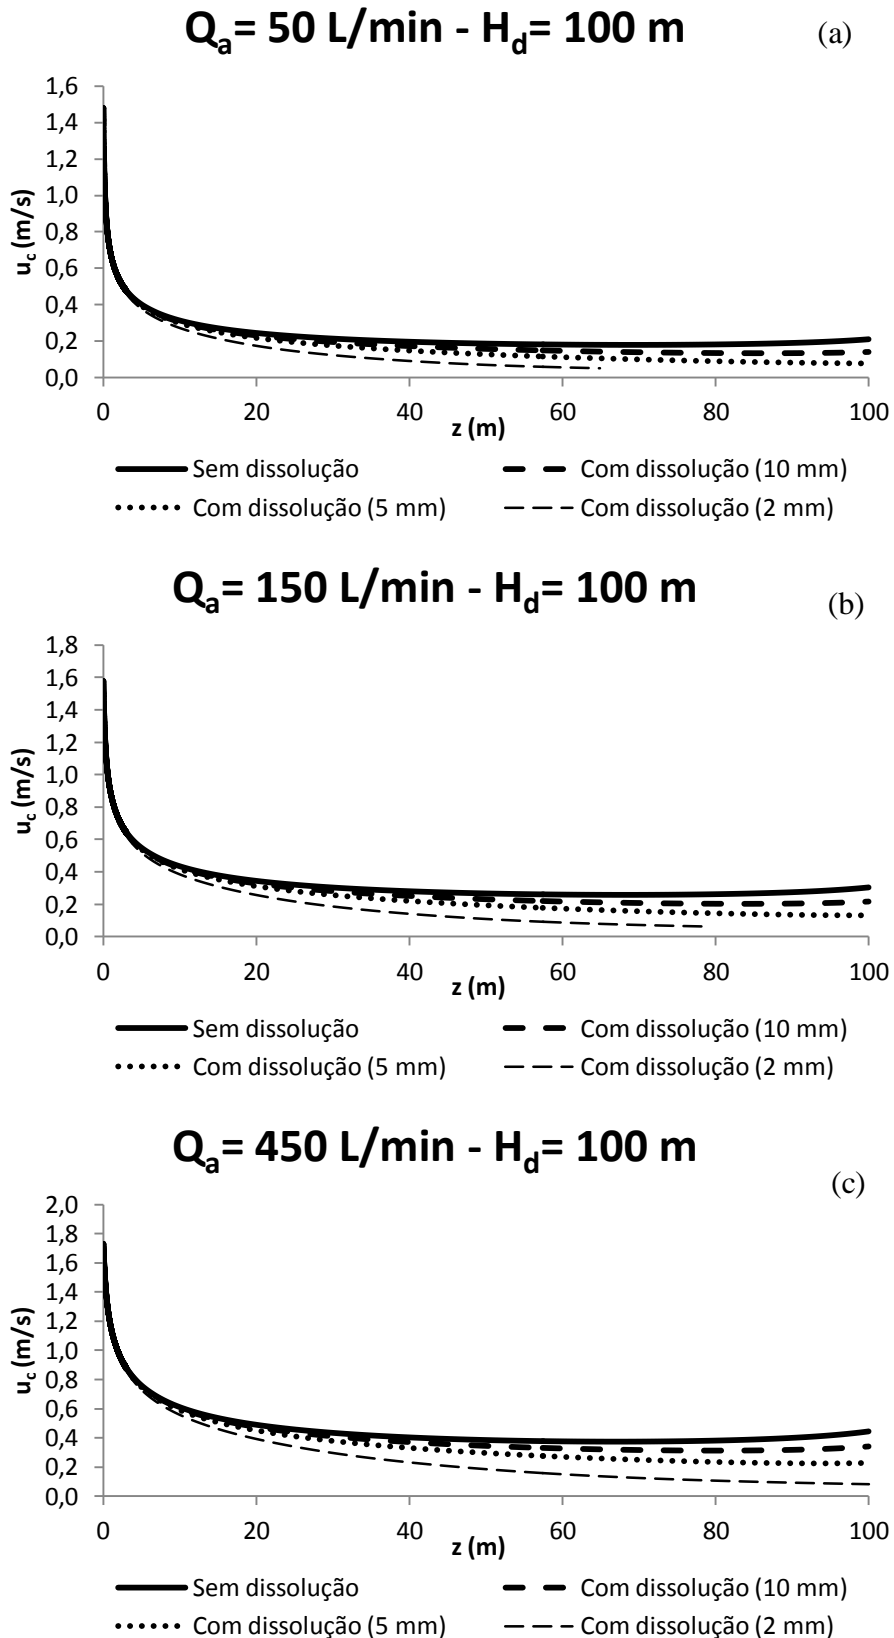 Qa= 50 L/min - Hd= 100 m (a)
1,6
1,4
1,2
1,0
0,8
0,6
0,4
0,2
0,0
uc (m/s)
0 20 40 60 80 100
z (m)
Sem dissolução Com dissolução (10 mm)
Com dissolução (5 mm) Com dissolução (2 mm)
Qa= 150 L/min - Hd= 100 m (b)
1,8
1,6
1,4
1,2
1,0
0,8
0,6
0,4
0,2
0,0
uc (m/s)
0 20 40 60 80 100
z (m)
Sem dissolução Com dissolução (10 mm)
Com dissolução (5 mm) Com dissolução (2 mm)
Qa= 450 L/min - Hd= 100 m (c)
2,0
1,8
1,6
1,4
1,2
1,0
0,8
0,6
0,4
0,2
0,0
uc (m/s)
0 20 40 60 80 100
z (m)
Sem dissolução Com dissolução (10 mm)
Com dissolução (5 mm) Com dissolução (2 mm)